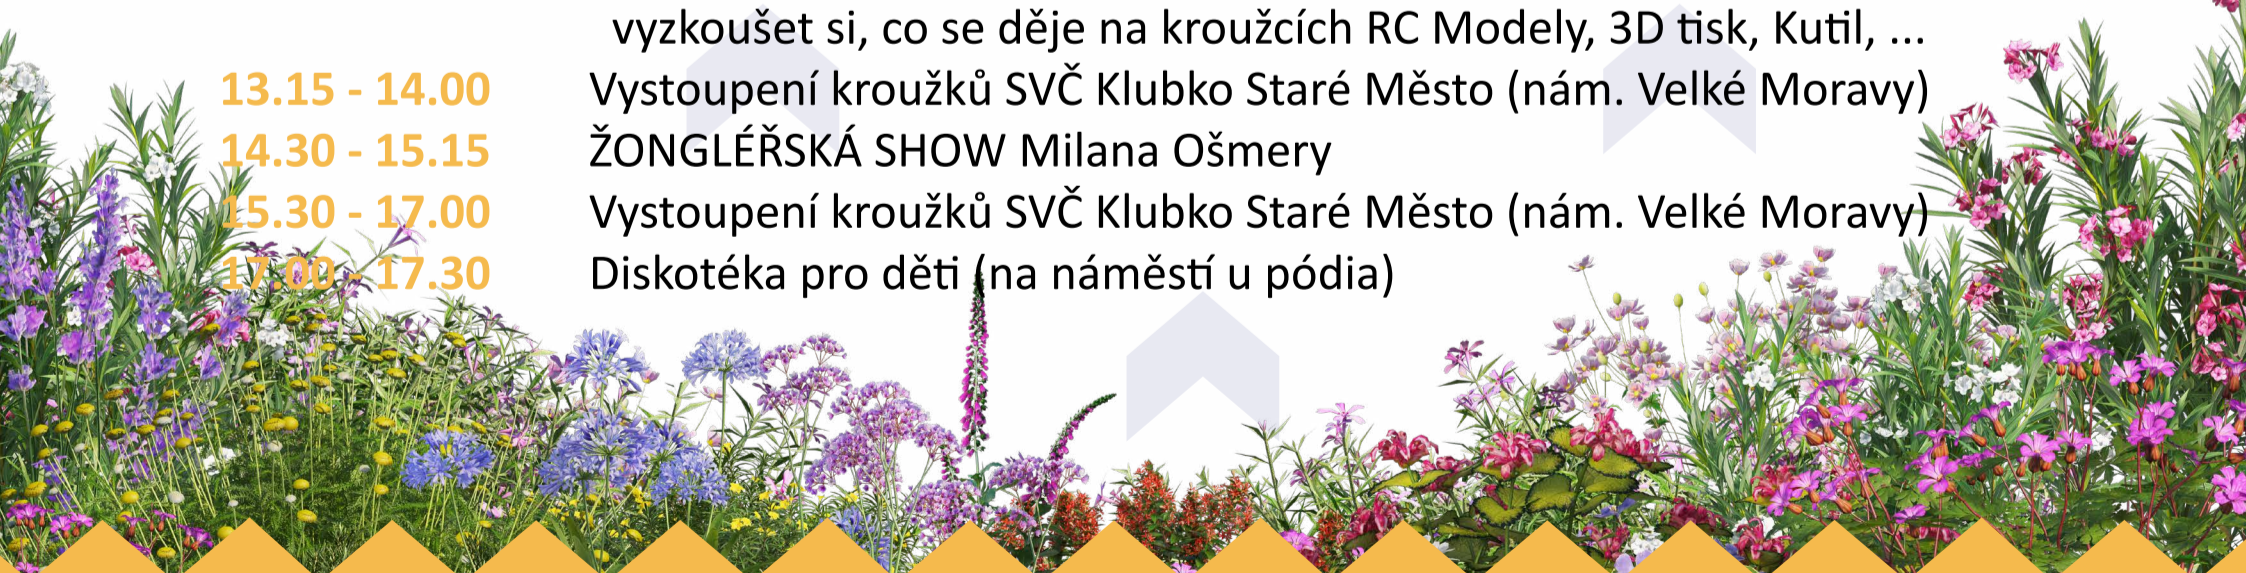 vyzkoušet si, co se děje na kroužcích RC Modely, 3D tisk, Kutil, ...
13.15 - 14.00 Vystoupení kroužků SVČ Klubko Staré Město (nám. Velké Moravy)
14.30 - 15.15 ŽONGLÉŘSKÁ SHOW Milana Ošmery
15.30 - 17.00 Vystoupení kroužků SVČ Klubko Staré Město (nám. Velké Moravy)
17.00 - 17.30 Diskotéka pro děti (na náměstí u pódia)